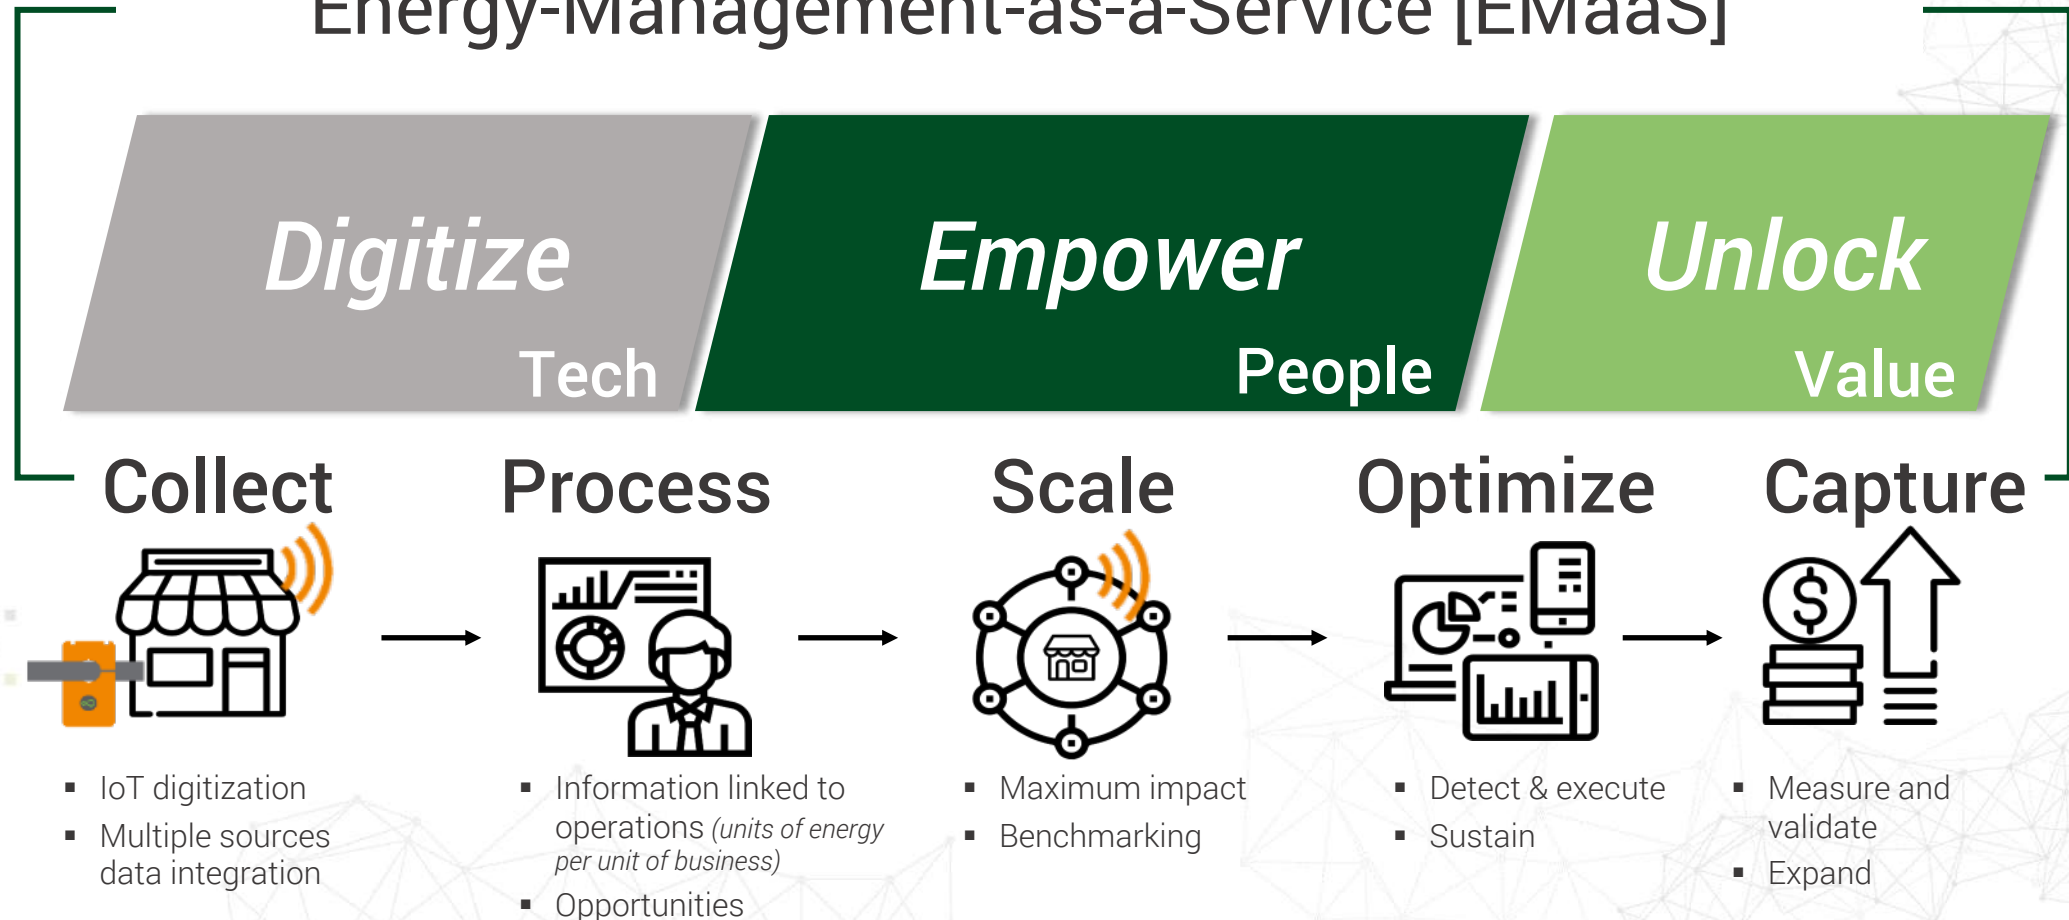 Energy-Management-as-a-Service [EMaaS]
Digitize
Tech
Empower
People
Unlock
Value
Collect
Process
Scale
Optimize
Capture
$
▪ IoT digitization
▪ Multiple sources
data integration
▪ Information linked to
operations (units of energy
per unit of business)
▪ Opportunities
▪ Maximum impact
▪ Benchmarking
▪ Detect & execute
▪ Sustain
▪ Measure and
validate
▪ Expand